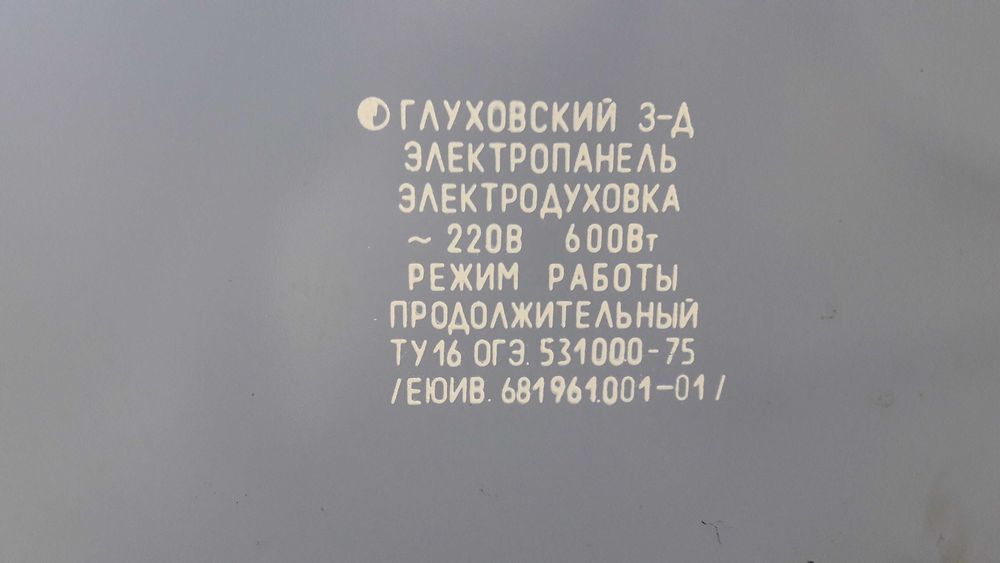 ГЛУХОВСКИЙ З-Д
ЭЛЕКТРОПАНЕЛЬ
ЭЛЕКТРОДУХОВКА
~ 220В 600Вт
РЕЖИМ РАБОТЫ
ПРОДОЛЖИТЕЛЬНЫЙ
ТУ16 ОГЭ. 531000-75
/ЕЮИВ. 681961.001-01/